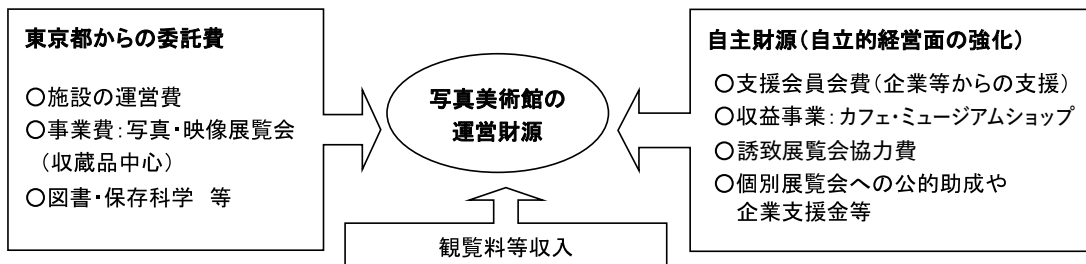 東京都からの委託費
○施設の運営費
○事業費:写真・映像展覧会
(収蔵品中心)
○図書・保存科学 等
写真美術館の
運営財源
観覧料等収入
自主財源(自立的経営面の強化)
○支援会員会費(企業等からの支援)
○収益事業:カフェ・ミュージアムショップ
○誘致展覧会協力費
○個別展覧会への公的助成や
企業支援金等